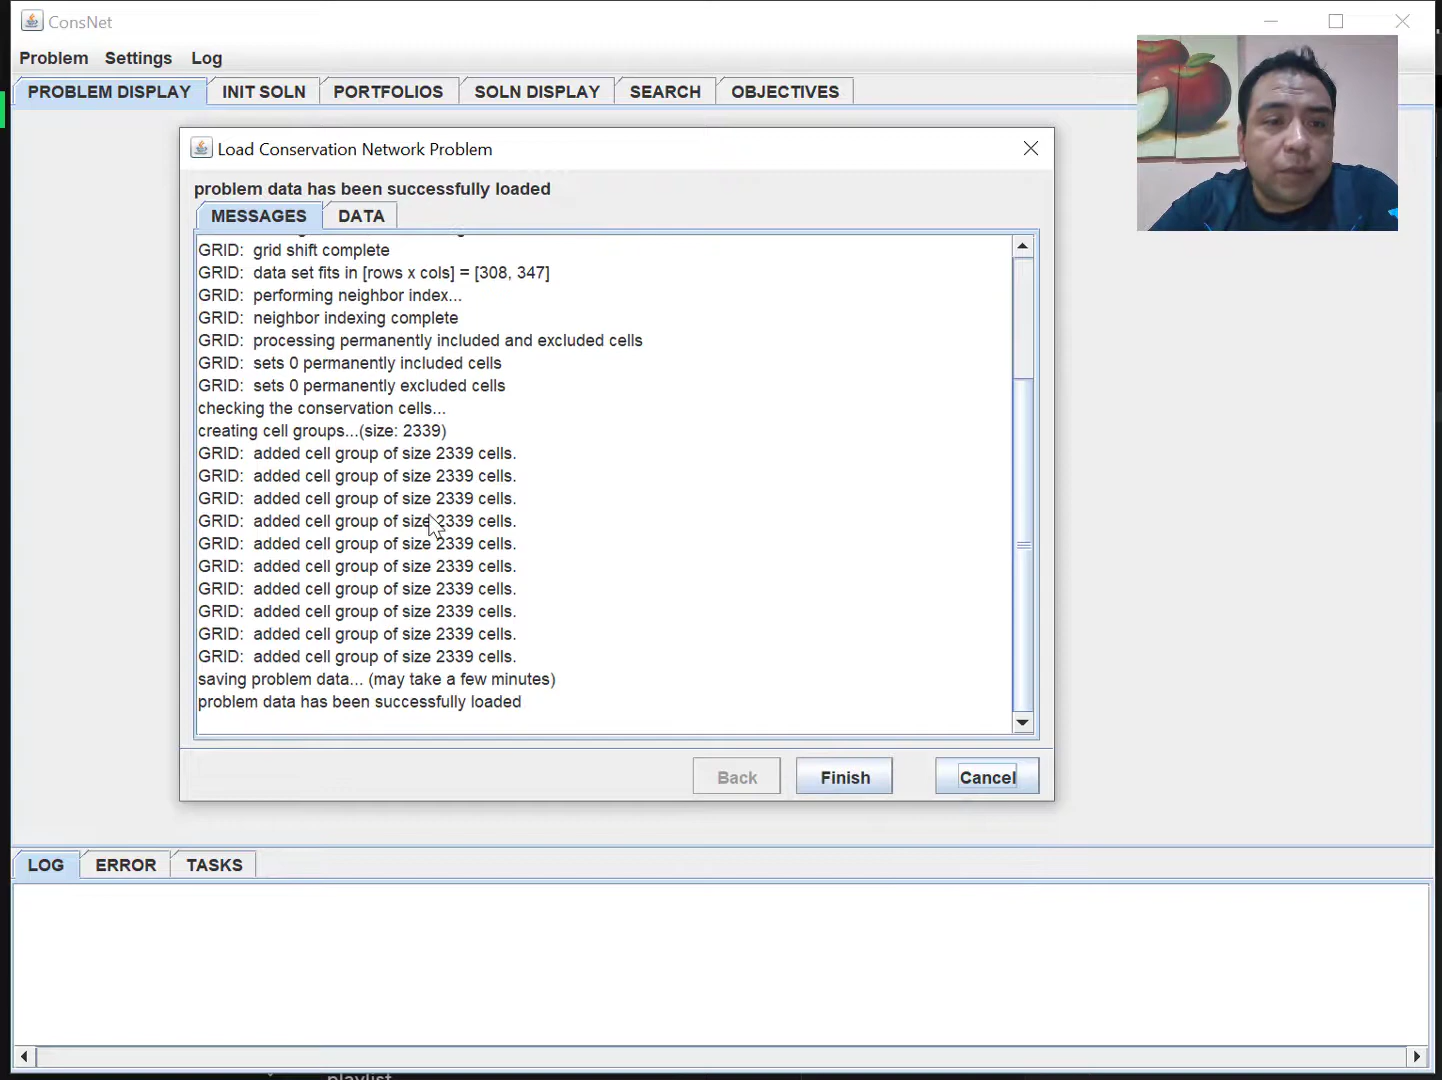 ConsNet
Problem Settings Log
PROBLEM DISPLAY INIT SOLN PORTFOLIOS SOLN DISPLAY SEARCH OBJECTIVES
Load Conservation Network Problem
problem data has been successfully loaded
MESSAGES DATA
GRID: grid shift complete
GRID: data set fits in [rows x cols] = [308, 347]
GRID: performing neighbor index...
GRID: neighbor indexing complete
GRID: processing permanently included and excluded cells
GRID: sets 0 permanently included cells
GRID: sets 0 permanently excluded cells
checking the conservation cells...
creating cell groups...(size: 2339)
GRID: added cell group of size 2339 cells.
GRID: added cell group of size 2339 cells.
GRID: added cell group of size 2339 cells.
GRID: added cell group of size 2339 cells.
GRID: added cell group of size 2339 cells.
GRID: added cell group of size 2339 cells.
GRID: added cell group of size 2339 cells.
GRID: added cell group of size 2339 cells.
GRID: added cell group of size 2339 cells.
GRID: added cell group of size 2339 cells.
saving problem data... (may take a few minutes)
problem data has been successfully loaded
Back Finish Cancel
LOG ERROR TASKS
playlist